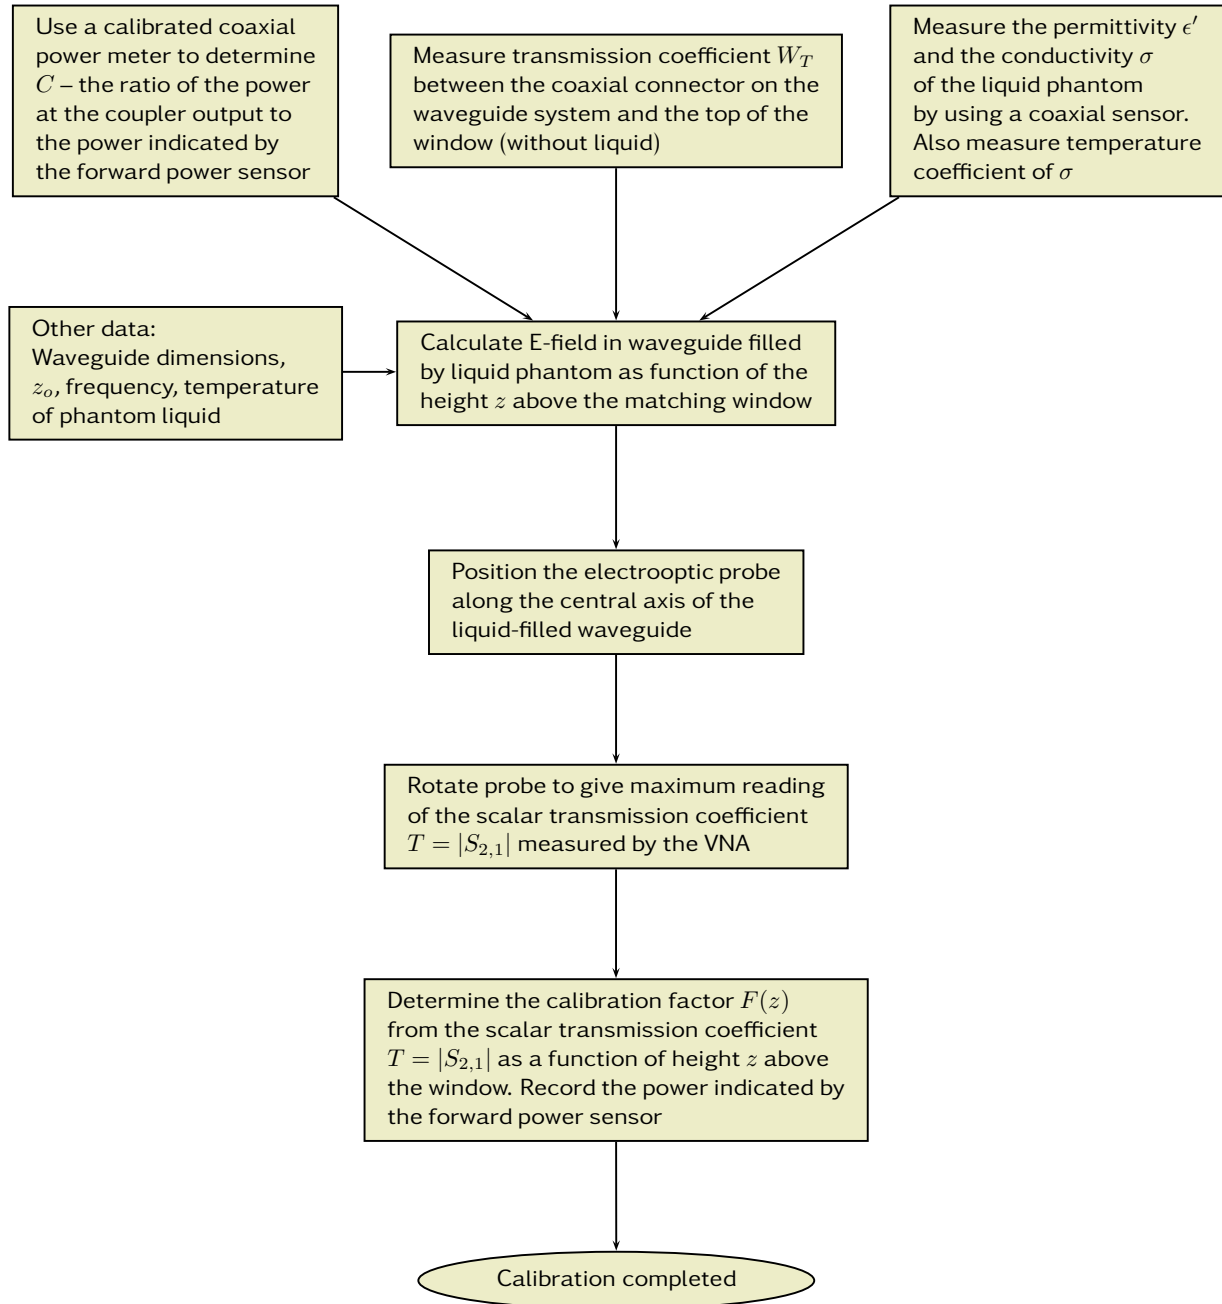 Use a calibrated coaxial
power meter to determine
C – the ratio of the power
at the coupler output to
the power indicated by
the forward power sensor
Measure transmission coefficient W_T
between the coaxial connector on the
waveguide system and the top of the
window (without liquid)
Measure the permittivity ϵ′
and the conductivity σ
of the liquid phantom
by using a coaxial sensor.
Also measure temperature
coefficient of σ
Other data:
Waveguide dimensions,
z_o, frequency, temperature
of phantom liquid
Calculate E-field in waveguide filled
by liquid phantom as function of the
height z above the matching window
Position the electrooptic probe
along the central axis of the
liquid-filled waveguide
Rotate probe to give maximum reading
of the scalar transmission coefficient
T = |S_{2,1}| measured by the VNA
Determine the calibration factor F(z)
from the scalar transmission coefficient
T = |S_{2,1}| as a function of height z above
the window. Record the power indicated by
the forward power sensor
Calibration completed